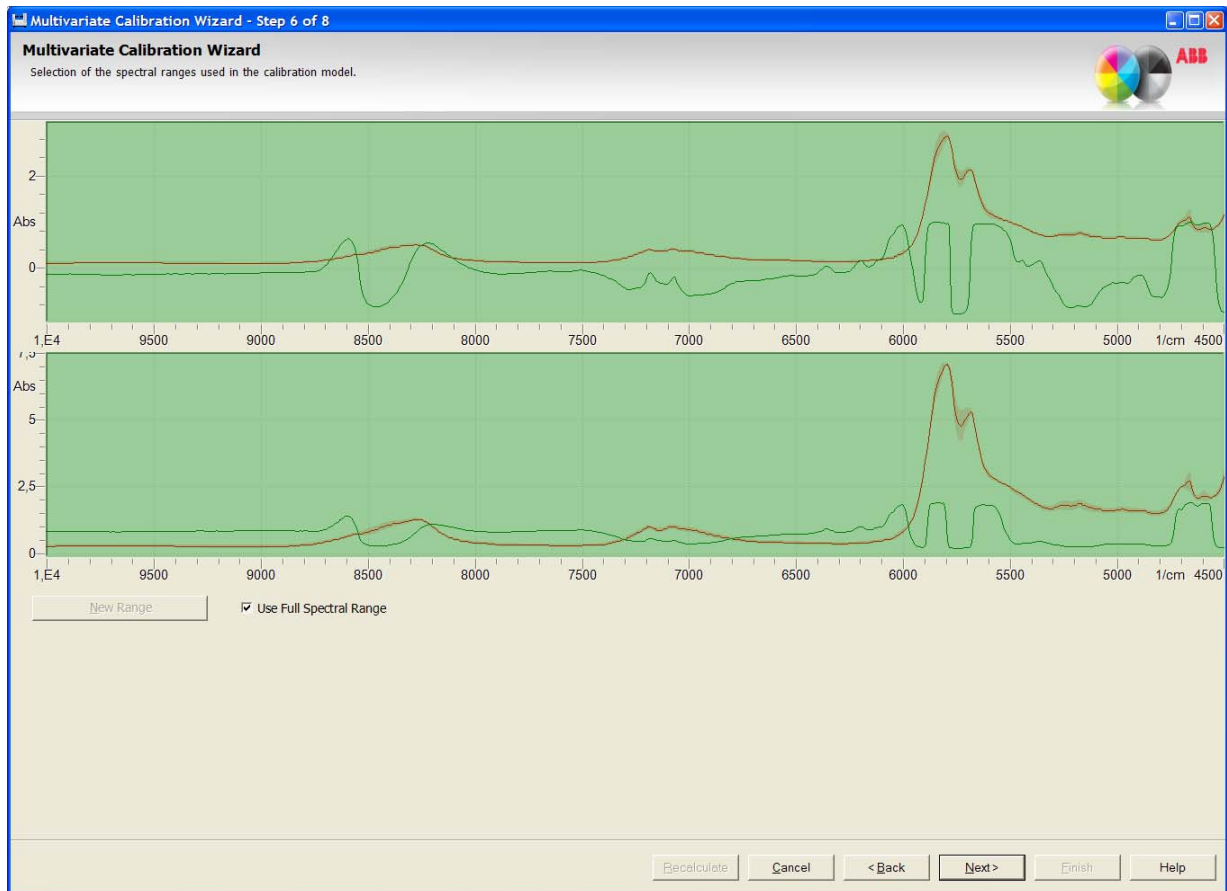 Multivariate Calibration Wizard - Step 6 of 8
Multivariate Calibration Wizard
Selection of the spectral ranges used in the calibration model.
ABB
2
Abs
0
1,E4 9500 9000 8500 8000 7500 7000 6500 6000 5500 5000 1/cm 4500
7,5
Abs
5
2,5
0
1,E4 9500 9000 8500 8000 7500 7000 6500 6000 5500 5000 1/cm 4500
New Range Use Full Spectral Range
Recalculate Cancel < Back Next > Finish Help